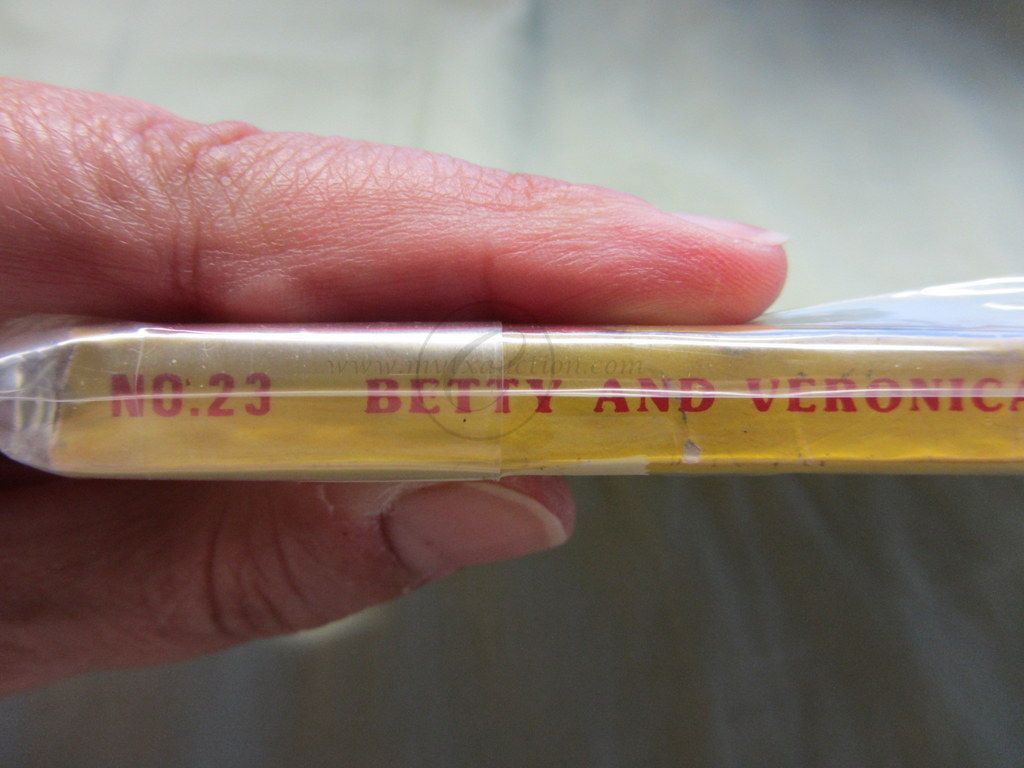 NO.23 BETTY AND VERONICA